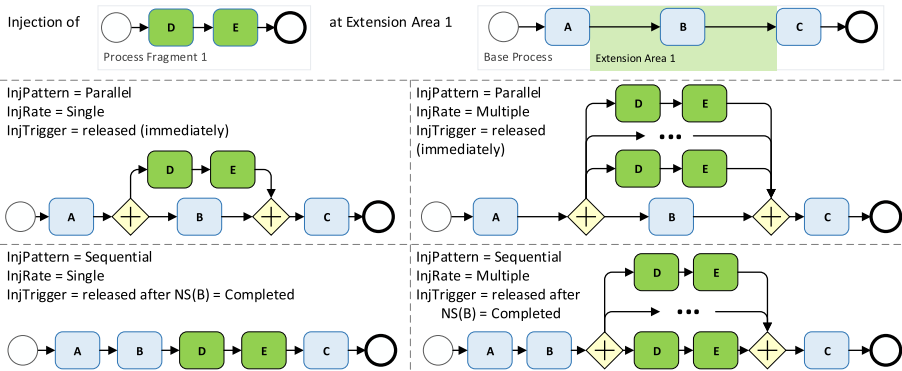 Injection of
D
E
Process Fragment 1
at Extension Area 1
A
B
C
Base Process
Extension Area 1
InjPattern = Parallel
InjRate = Single
InjTrigger = released (immediately)
D
E
A
B
C
InjPattern = Parallel
InjRate = Multiple
InjTrigger = released
(immediately)
D
E
...
D
E
A
B
C
InjPattern = Sequential
InjRate = Single
InjTrigger = released after NS(B) = Completed
A
B
D
E
C
InjPattern = Sequential
InjRate = Multiple
InjTrigger = released after
NS(B) = Completed
D
E
...
A
B
D
E
C